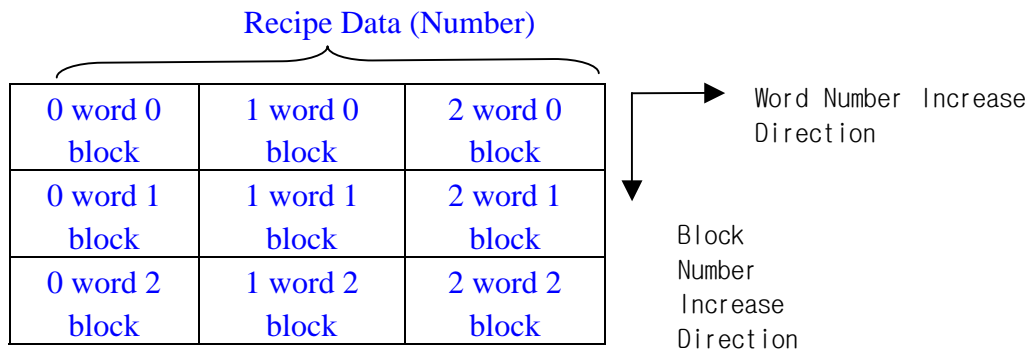 Recipe Data (Number)
0 word 0 block
1 word 0 block
2 word 0 block
0 word 1 block
1 word 1 block
2 word 1 block
0 word 2 block
1 word 2 block
2 word 2 block
Word Number Increase
Direction
Block
Number
Increase
Direction